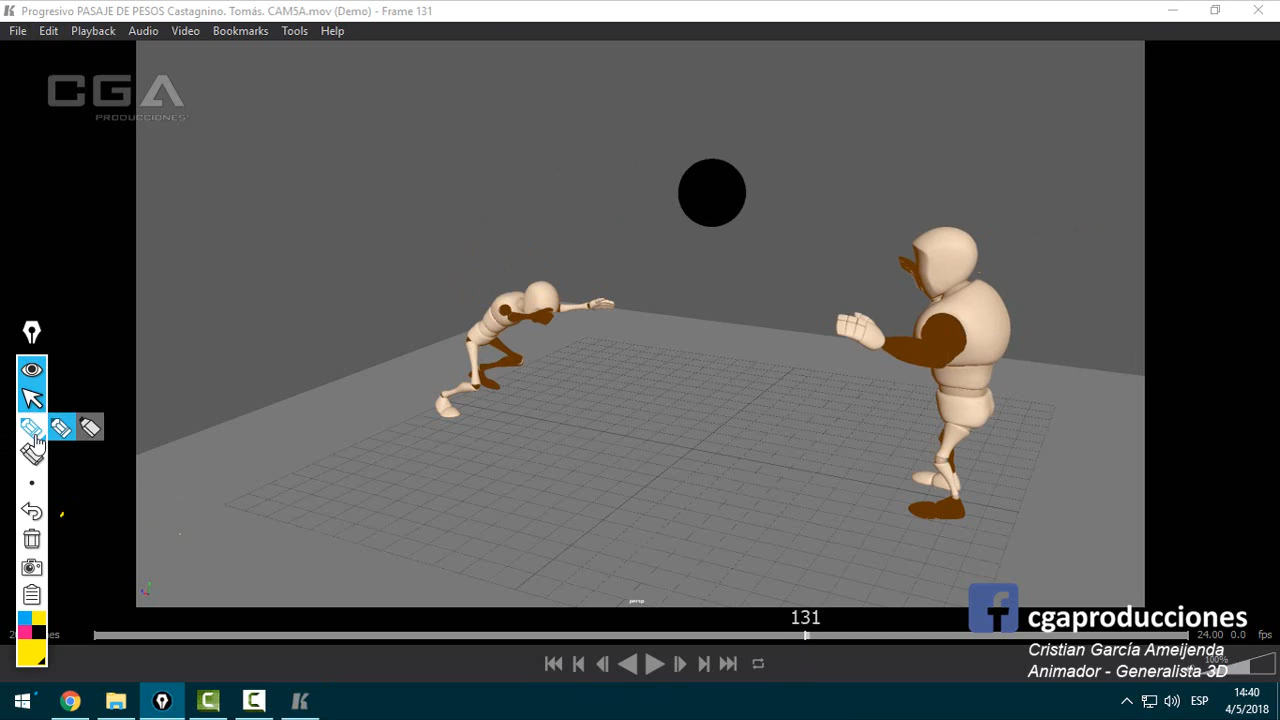 Progresivo PASAJE DE PESOS Castagnino. Tomás. CAM5A.mov (Demo) - Frame 131
File Edit Playback Audio Video Bookmarks Tools Help
CGA
PRODUCCIONES
persp
131
24.00 0.0 fps
100%
cgaproducciones
Cristian García Ameijenda
Animador - Generalista 3D
ESP
14:40
4/5/2018